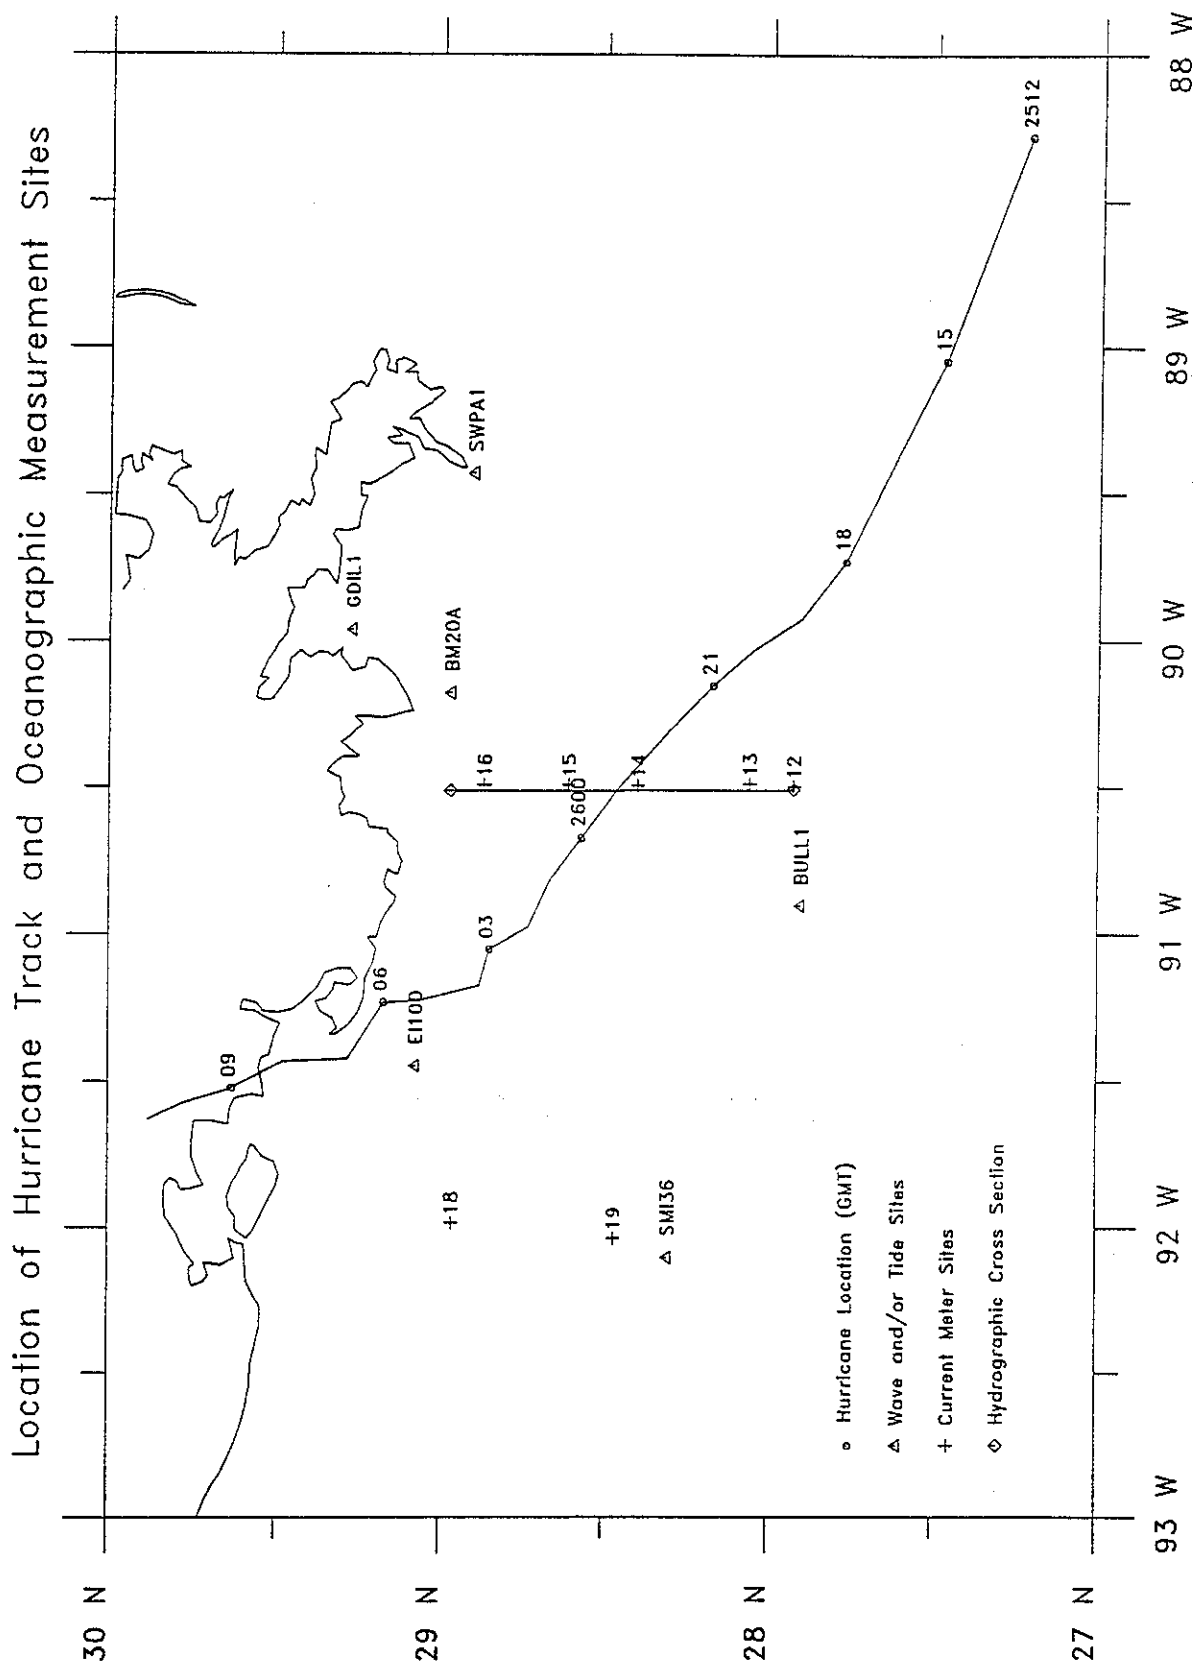 Location of Hurricane Track and Oceanographic Measurement Sites
30 N
29 N
28 N
27 N
93 W
92 W
91 W
90 W
89 W
88 W
09
06
03
2600
21
18
15
2512
GDIL1
SWPA1
BM20A
EI100
BULL1
SMI36
+16
+15
+14
+13
+12
+18
+19
Hurricane Location (GMT)
Wave and/or Tide Sites
+ Current Meter Sites
Hydrographic Cross Section